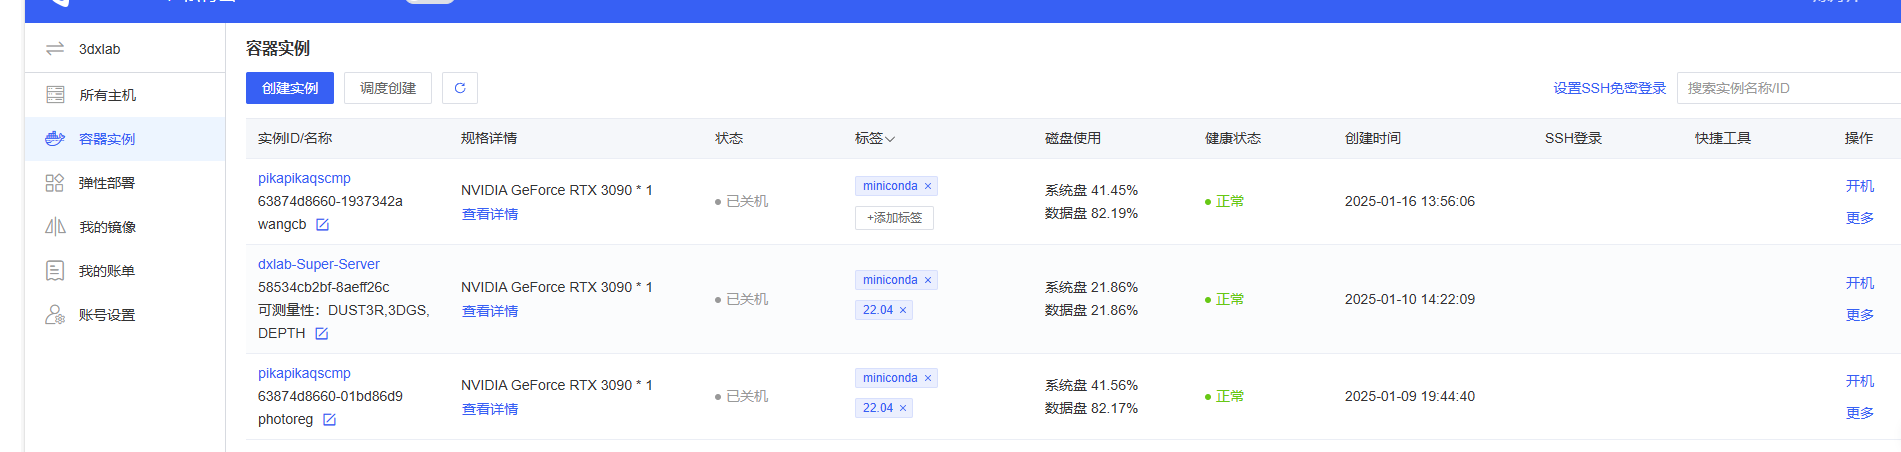 3dxlab
所有主机
容器实例
弹性部署
我的镜像
我的账单
账号设置
容器实例
创建实例 调度创建 设置SSH免密登录 搜索实例名称/ID
实例ID/名称 规格详情 状态 标签 磁盘使用 健康状态 创建时间 SSH登录 快捷工具 操作
pikapikaqscmp
63874d8660-1937342a
wangcb
NVIDIA GeForce RTX 3090 * 1
查看详情
已关机
miniconda ×
+添加标签
系统盘 41.45%
数据盘 82.19%
正常
2025-01-16 13:56:06
开机
更多
dxlab-Super-Server
58534cb2bf-8aeff26c
可测量性：DUST3R,3DGS,
DEPTH
NVIDIA GeForce RTX 3090 * 1
查看详情
已关机
miniconda ×
22.04 ×
系统盘 21.86%
数据盘 21.86%
正常
2025-01-10 14:22:09
开机
更多
pikapikaqscmp
63874d8660-01bd86d9
photoreg
NVIDIA GeForce RTX 3090 * 1
查看详情
已关机
miniconda ×
22.04 ×
系统盘 41.56%
数据盘 82.17%
正常
2025-01-09 19:44:40
开机
更多